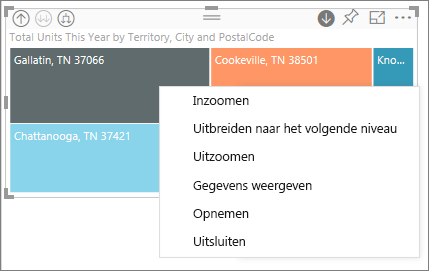 Total Units This Year by Territory, City and PostalCode
Gallatin, TN 37066
Cookeville, TN 38501
Kno...
Chattanooga, TN 37421
Inzoomen
Uitbreiden naar het volgende niveau
Uitzoomen
Gegevens weergeven
Opnemen
Uitsluiten